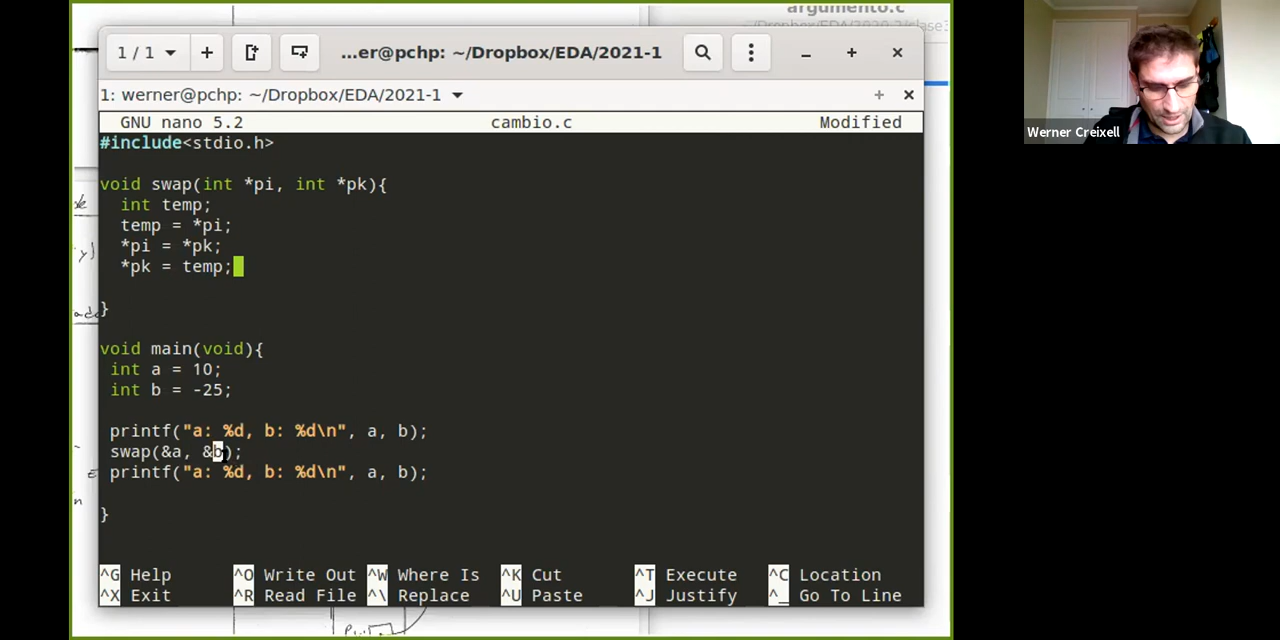 argumento.c
1 / 1
...er@pchp: ~/Dropbox/EDA/2021-1
1: werner@pchp: ~/Dropbox/EDA/2021-1
GNU nano 5.2 cambio.c Modified
#include<stdio.h>
void swap(int *pi, int *pk){
int temp;
temp = *pi;
*pi = *pk;
*pk = temp;
}
void main(void){
int a = 10;
int b = -25;
printf("a: %d, b: %d\n", a, b);
swap(&a, &b);
printf("a: %d, b: %d\n", a, b);
}
^G Help ^O Write Out ^W Where Is ^K Cut ^T Execute ^C Location
^X Exit ^R Read File ^\ Replace ^U Paste ^J Justify ^_ Go To Line
Werner Creixell